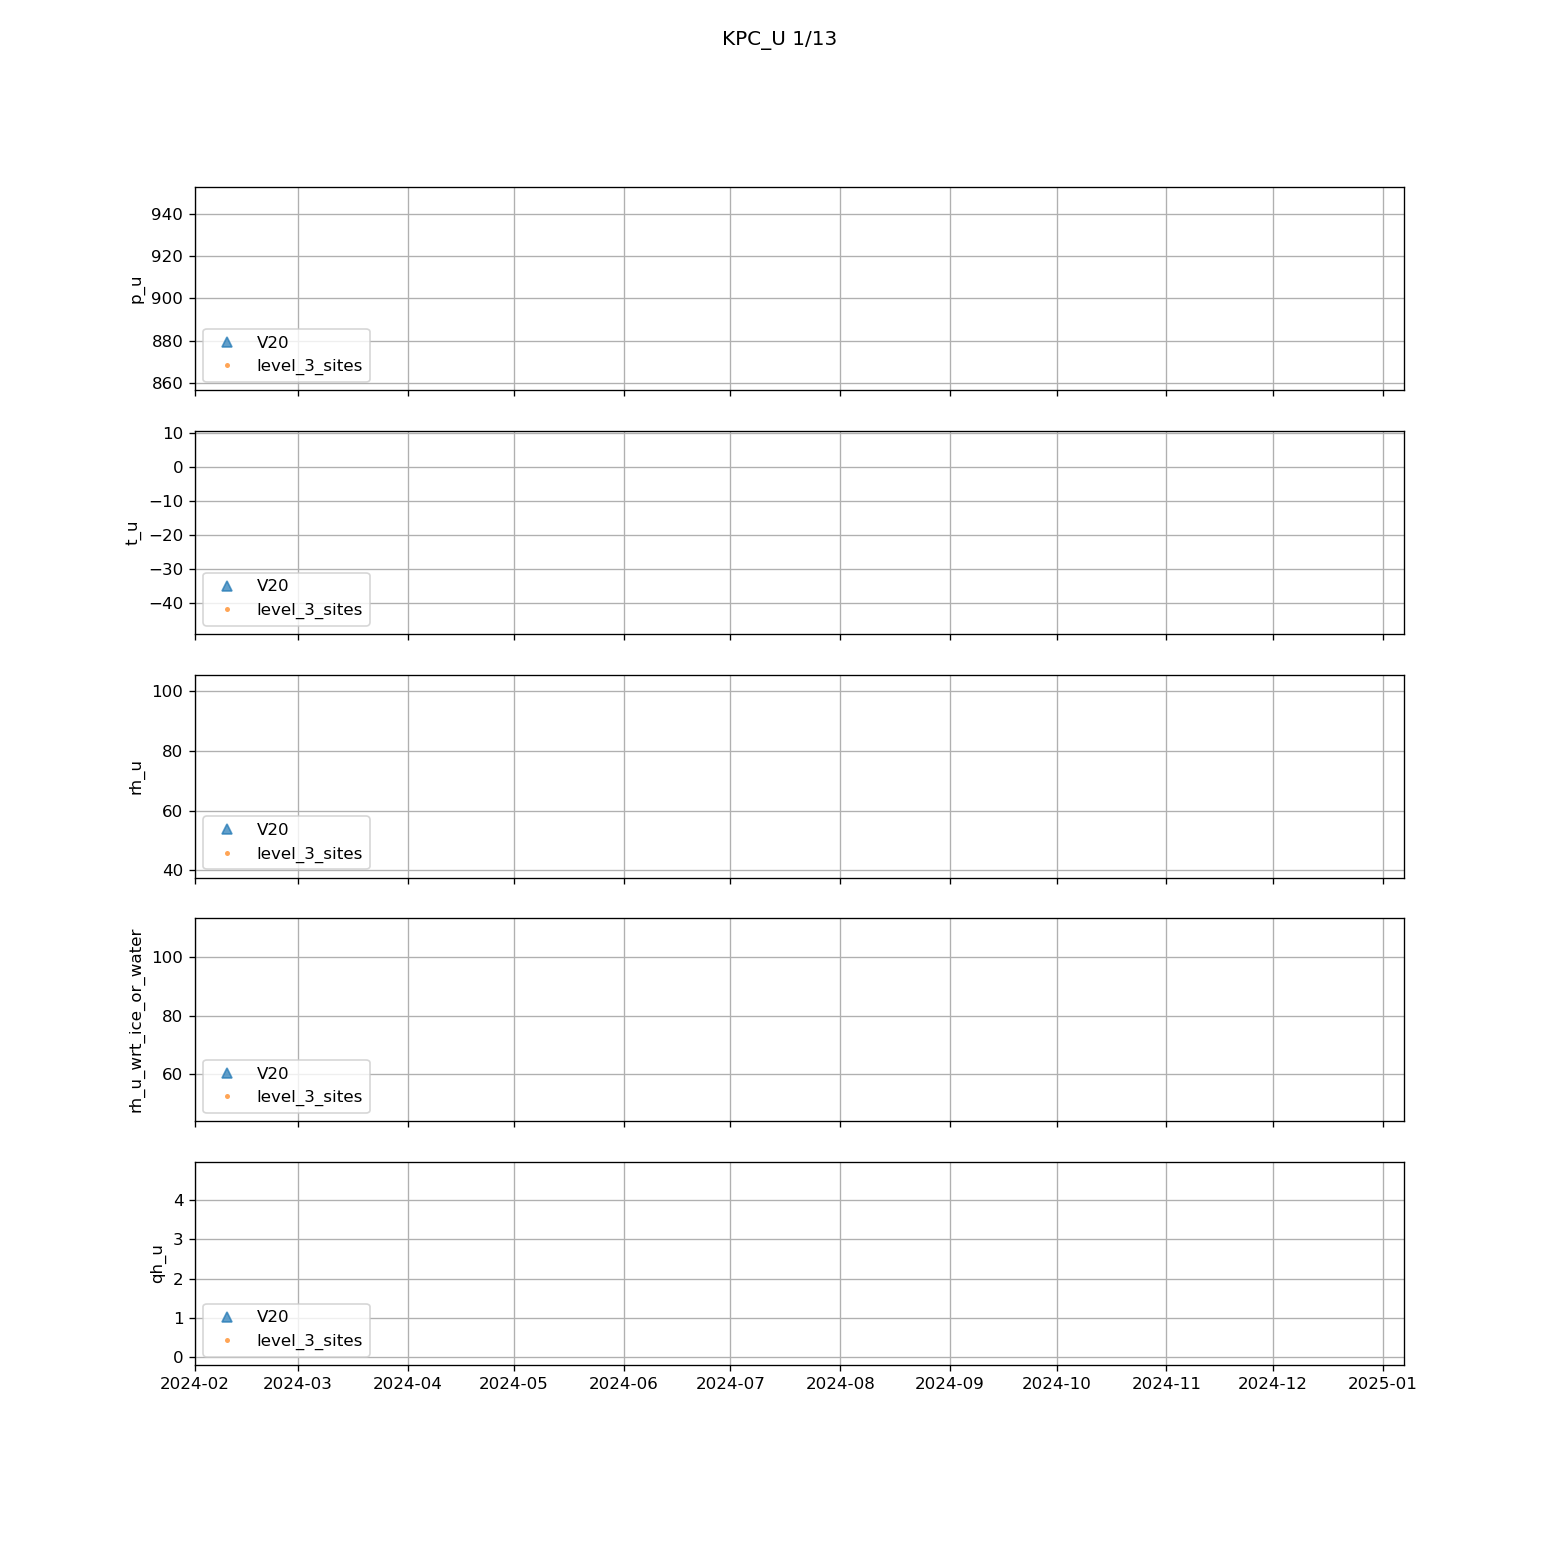 KPC_U 1/13
p_u
940
920
900
880
860
V20
level_3_sites
t_u
10
0
−10
−20
−30
−40
V20
level_3_sites
rh_u
100
80
60
40
V20
level_3_sites
rh_u_wrt_ice_or_water
100
80
60
V20
level_3_sites
qh_u
4
3
2
1
0
V20
level_3_sites
2024-02 2024-03 2024-04 2024-05 2024-06 2024-07 2024-08 2024-09 2024-10 2024-11 2024-12 2025-01